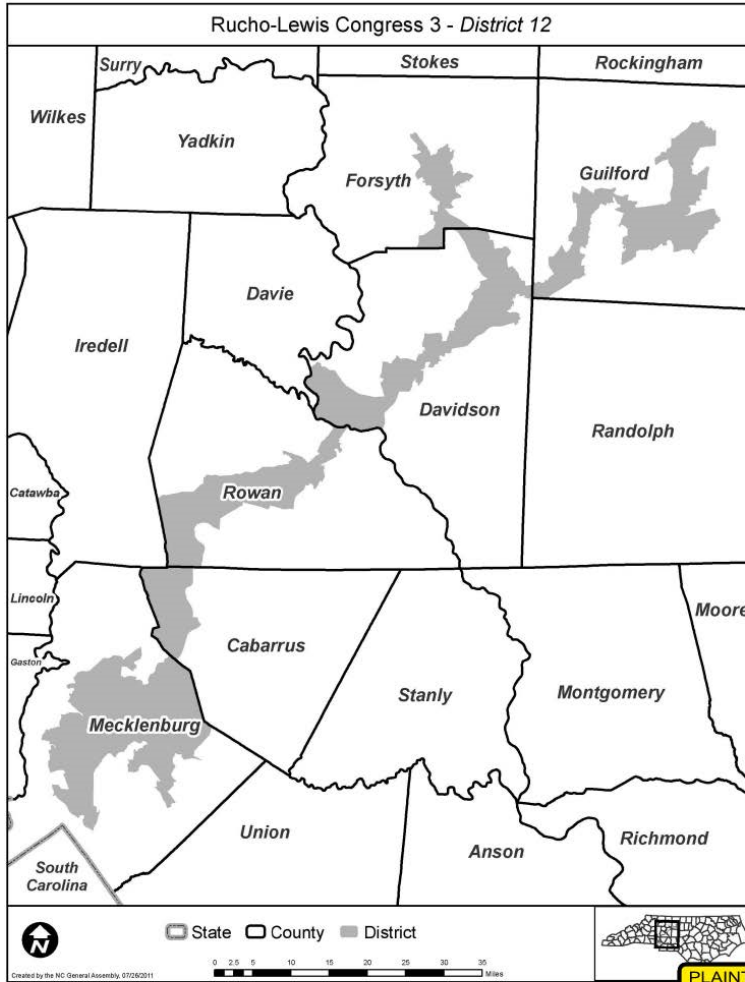 Rucho-Lewis Congress 3 - District 12
Surry
Stokes
Rockingham
Wilkes
Yadkin
Forsyth
Guilford
Davie
Iredell
Davidson
Randolph
Catawba
Rowan
Lincoln
Moore
Gaston
Cabarrus
Stanly
Montgomery
Mecklenburg
Union
Anson
Richmond
South
Carolina
N
State County District
Created by the NC General Assembly, 07/26/2011
0 2.5 5 10 15 20 25 30 35
Miles
PLAINT